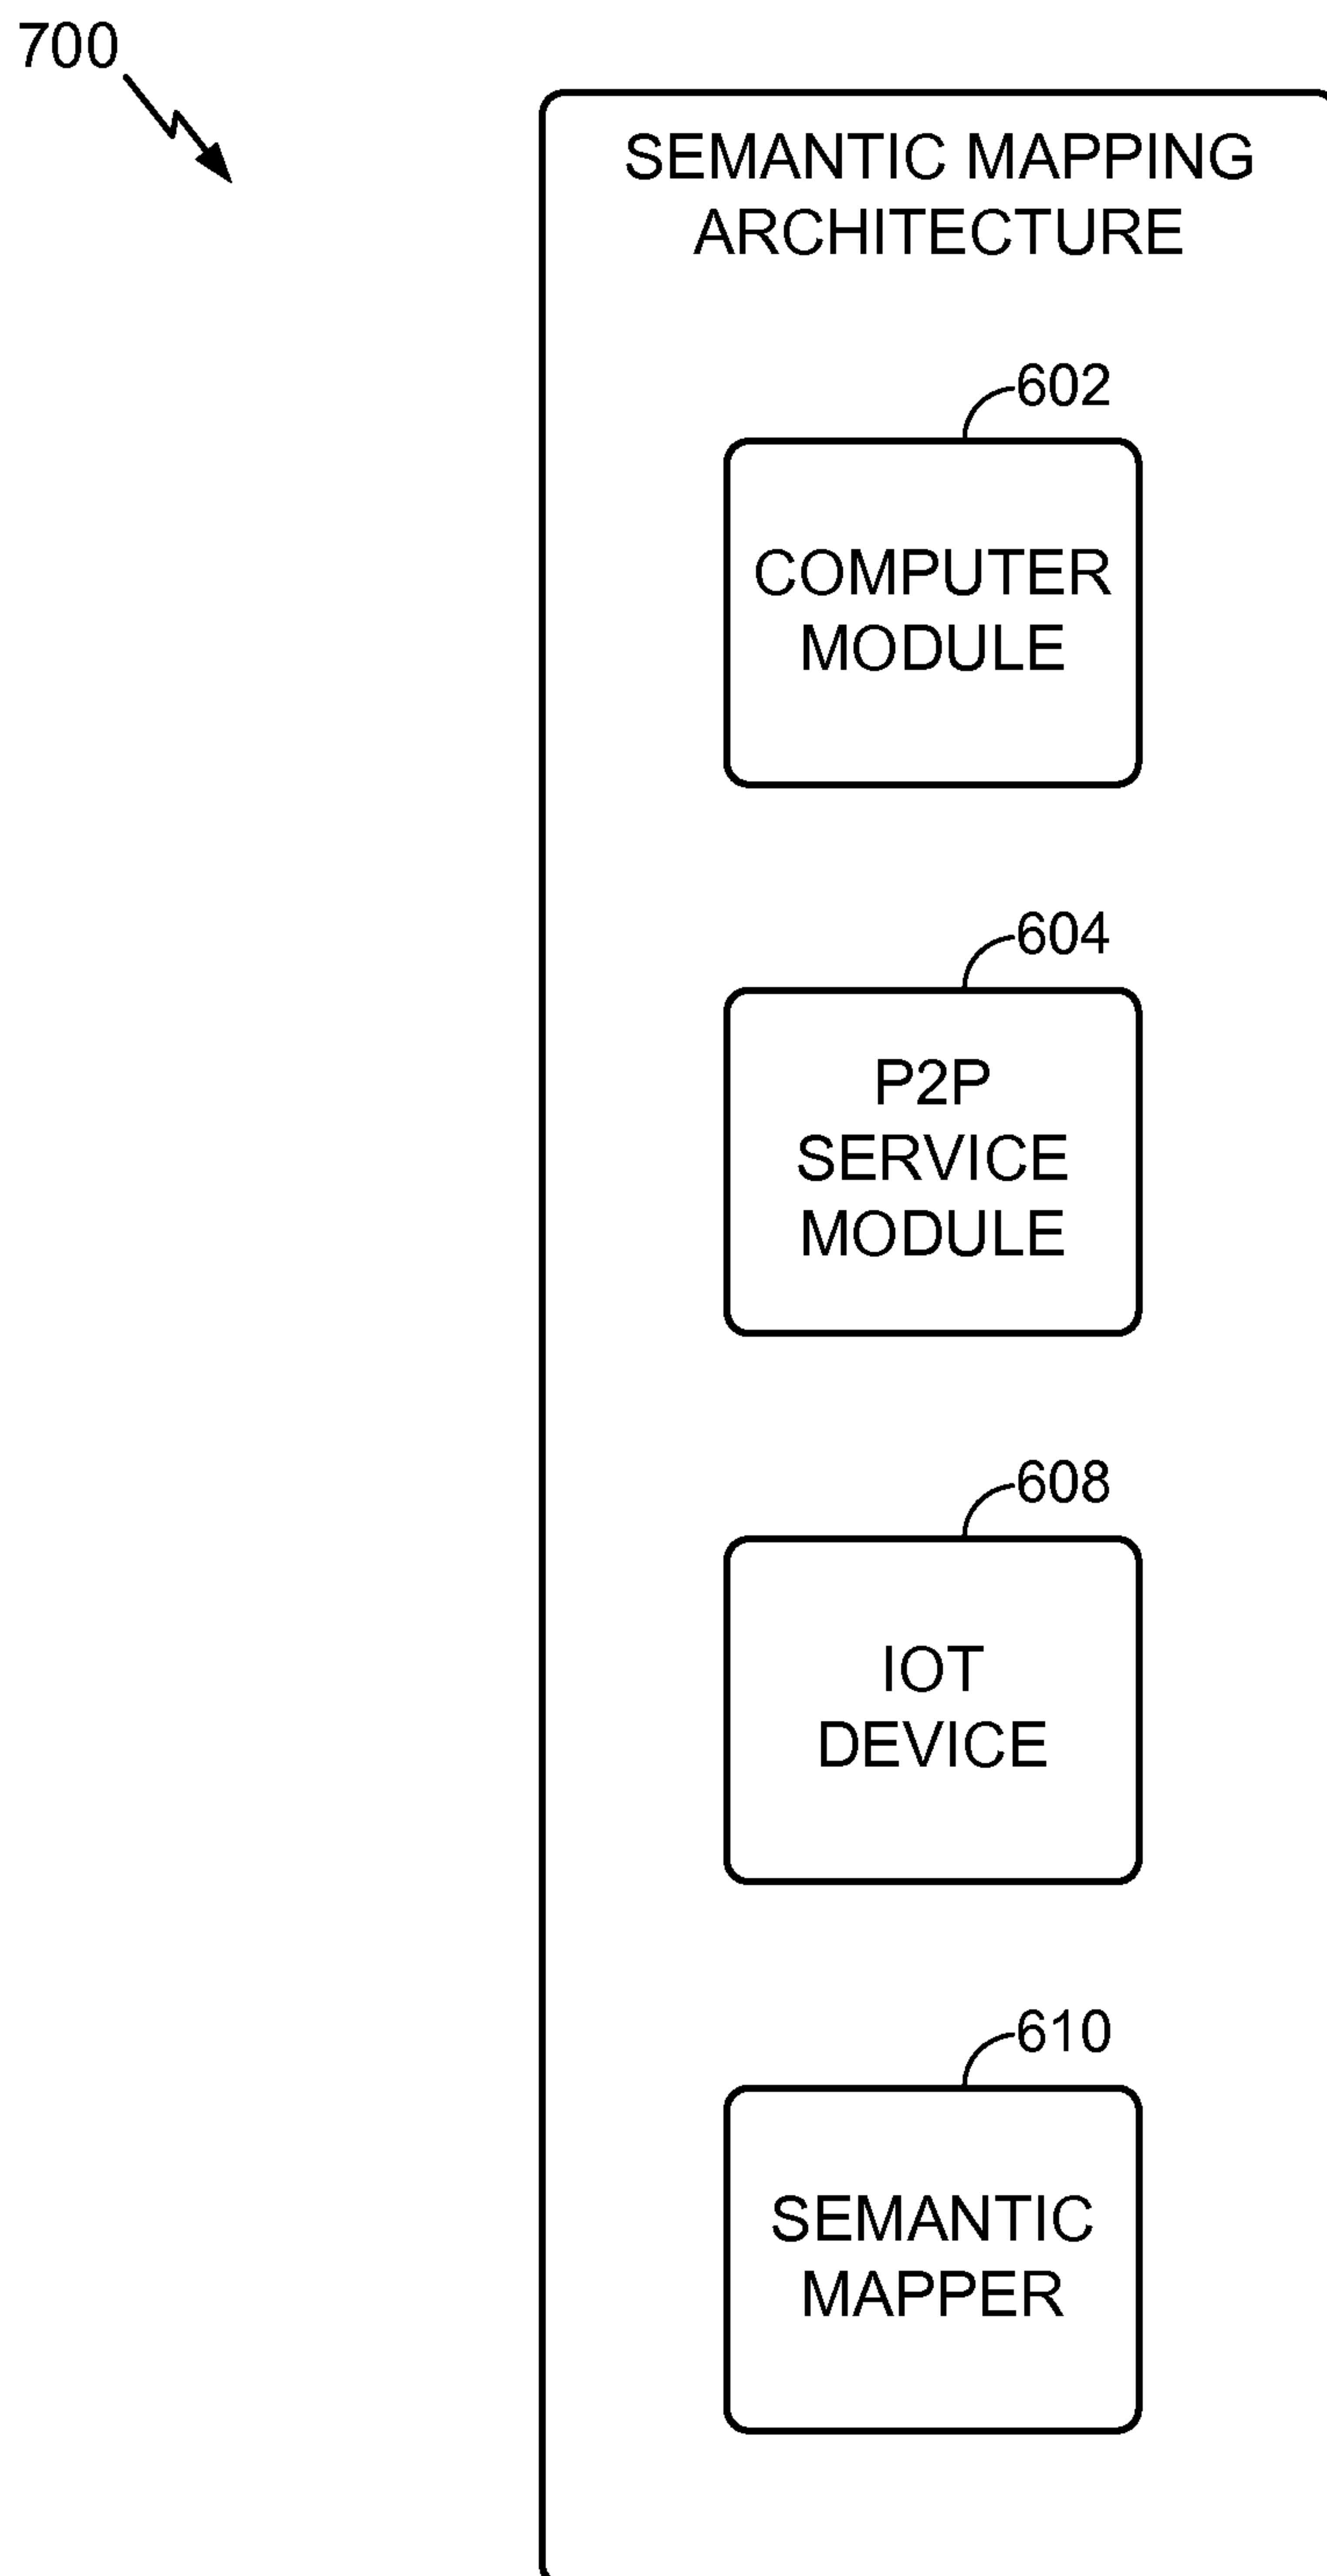 700
SEMANTIC MAPPING
ARCHITECTURE
602
COMPUTER
MODULE
604
P2P
SERVICE
MODULE
608
IOT
DEVICE
610
SEMANTIC
MAPPER